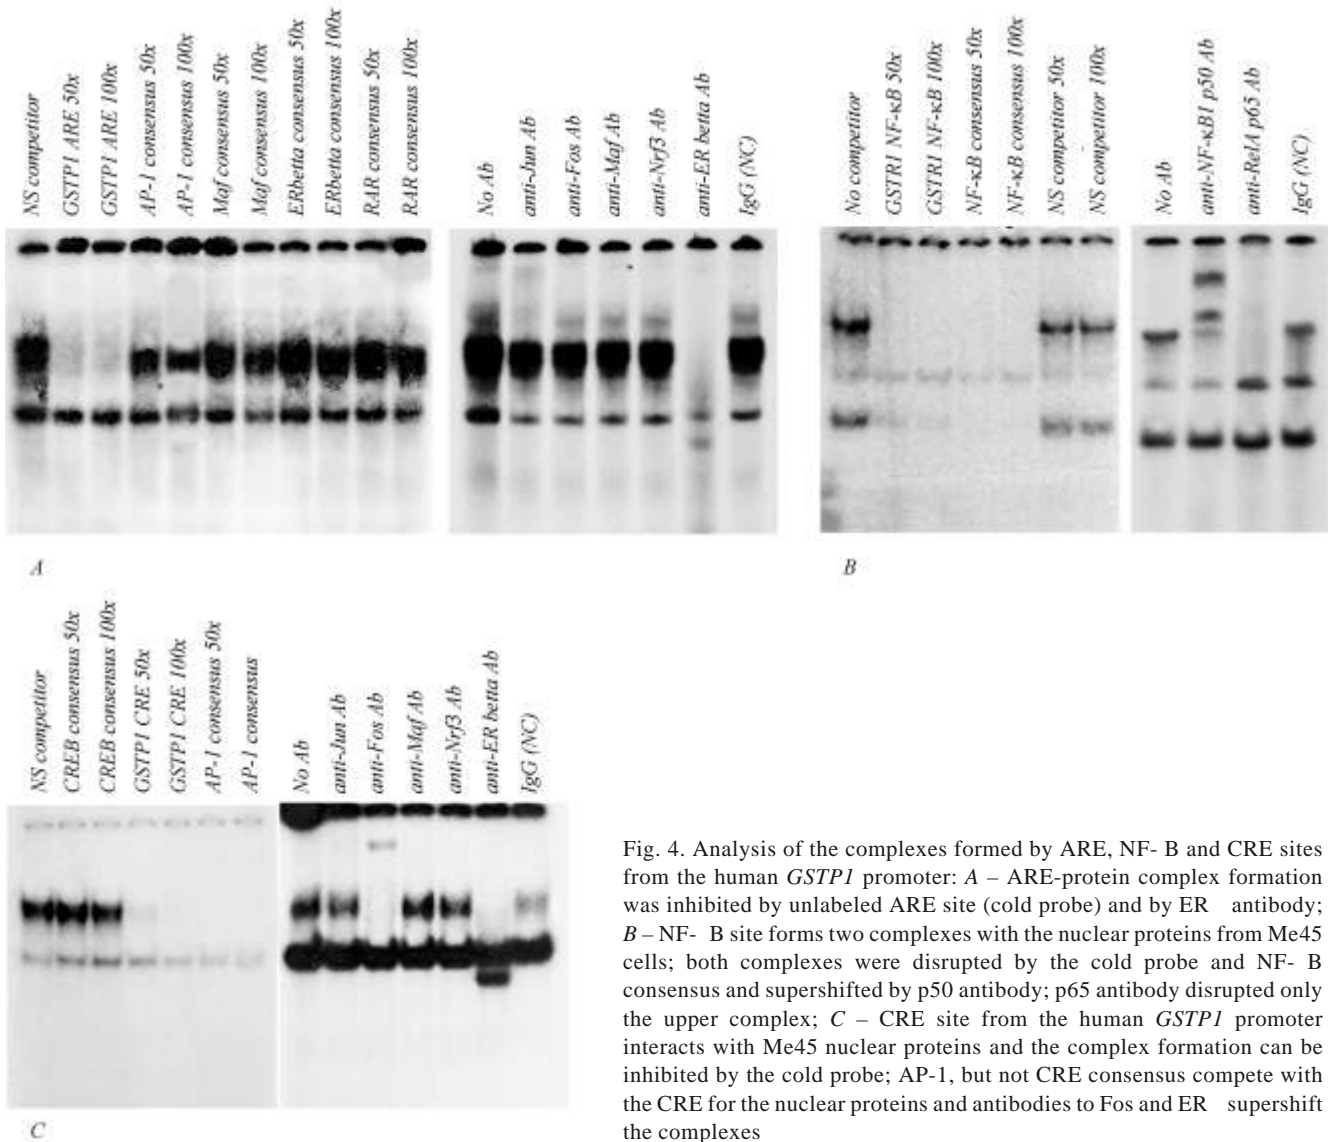 NS competitor
GSTP1 ARE 50x
GSTP1 ARE 100x
AP-1 consensus 50x
AP-1 consensus 100x
Maf consensus 50x
Maf consensus 100x
ERbetta consensus 50x
ERbetta consensus 100x
RAR consensus 50x
RAR consensus 100x
No Ab
anti-Jun Ab
anti-Fos Ab
anti-Maf Ab
anti-Nrf3 Ab
anti-ER betta Ab
IgG (NC)
A
No competitor
GSTR1 NF-κB 50x
GSTR1 NF-κB 100x
NF-κB consensus 50x
NF-κB consensus 100x
NS competitor 50x
NS competitor 100x
No Ab
anti-NF-κB1 p50 Ab
anti-RelA p65 Ab
IgG (NC)
B
NS competitor
CREB consensus 50x
CREB consensus 100x
GSTP1 CRE 50x
GSTP1 CRE 100x
AP-1 consensus 50x
AP-1 consensus
No Ab
anti-Jun Ab
anti-Fos Ab
anti-Maf Ab
anti-Nrf3 Ab
anti-ER betta Ab
IgG (NC)
C
Fig. 4. Analysis of the complexes formed by ARE, NF- B and CRE sites
from the human GSTP1 promoter: A – ARE-protein complex formation
was inhibited by unlabeled ARE site (cold probe) and by ER antibody;
B – NF- B site forms two complexes with the nuclear proteins from Me45
cells; both complexes were disrupted by the cold probe and NF- B
consensus and supershifted by p50 antibody; p65 antibody disrupted only
the upper complex; C – CRE site from the human GSTP1 promoter
interacts with Me45 nuclear proteins and the complex formation can be
inhibited by the cold probe; AP-1, but not CRE consensus compete with
the CRE for the nuclear proteins and antibodies to Fos and ER supershift
the complexes